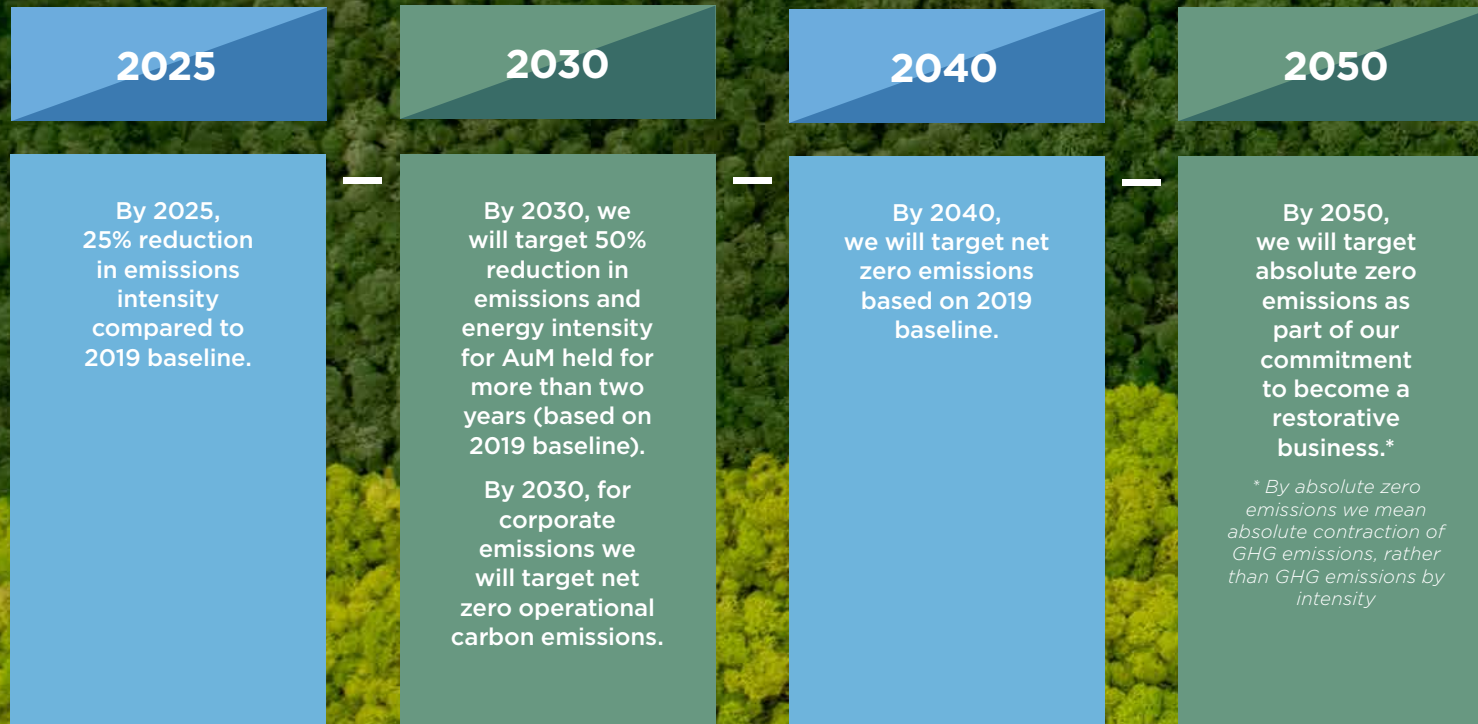 2025
By 2025,
25% reduction
in emissions
intensity
compared to
2019 baseline.
2030
By 2030, we
will target 50%
reduction in
emissions and
energy intensity
for AuM held for
more than two
years (based on
2019 baseline).
By 2030, for
corporate
emissions we
will target net
zero operational
carbon emissions.
2040
By 2040,
we will target net
zero emissions
based on 2019
baseline.
2050
By 2050,
we will target
absolute zero
emissions as
part of our
commitment
to become a
restorative
business.*
* By absolute zero
emissions we mean
absolute contraction of
GHG emissions, rather
than GHG emissions by
intensity